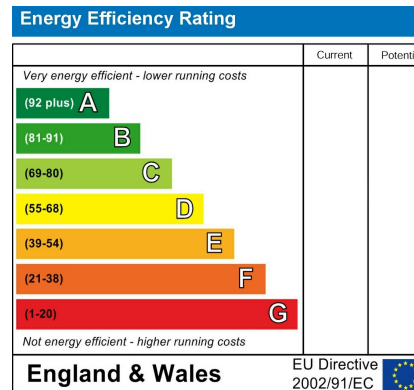 Energy Efficiency Rating
Current Potenti
Very energy efficient - lower running costs
(92 plus) A
(81-91) B
(69-80) C
(55-68) D
(39-54) E
(21-38) F
(1-20) G
Not energy efficient - higher running costs
England & Wales
EU Directive
2002/91/EC